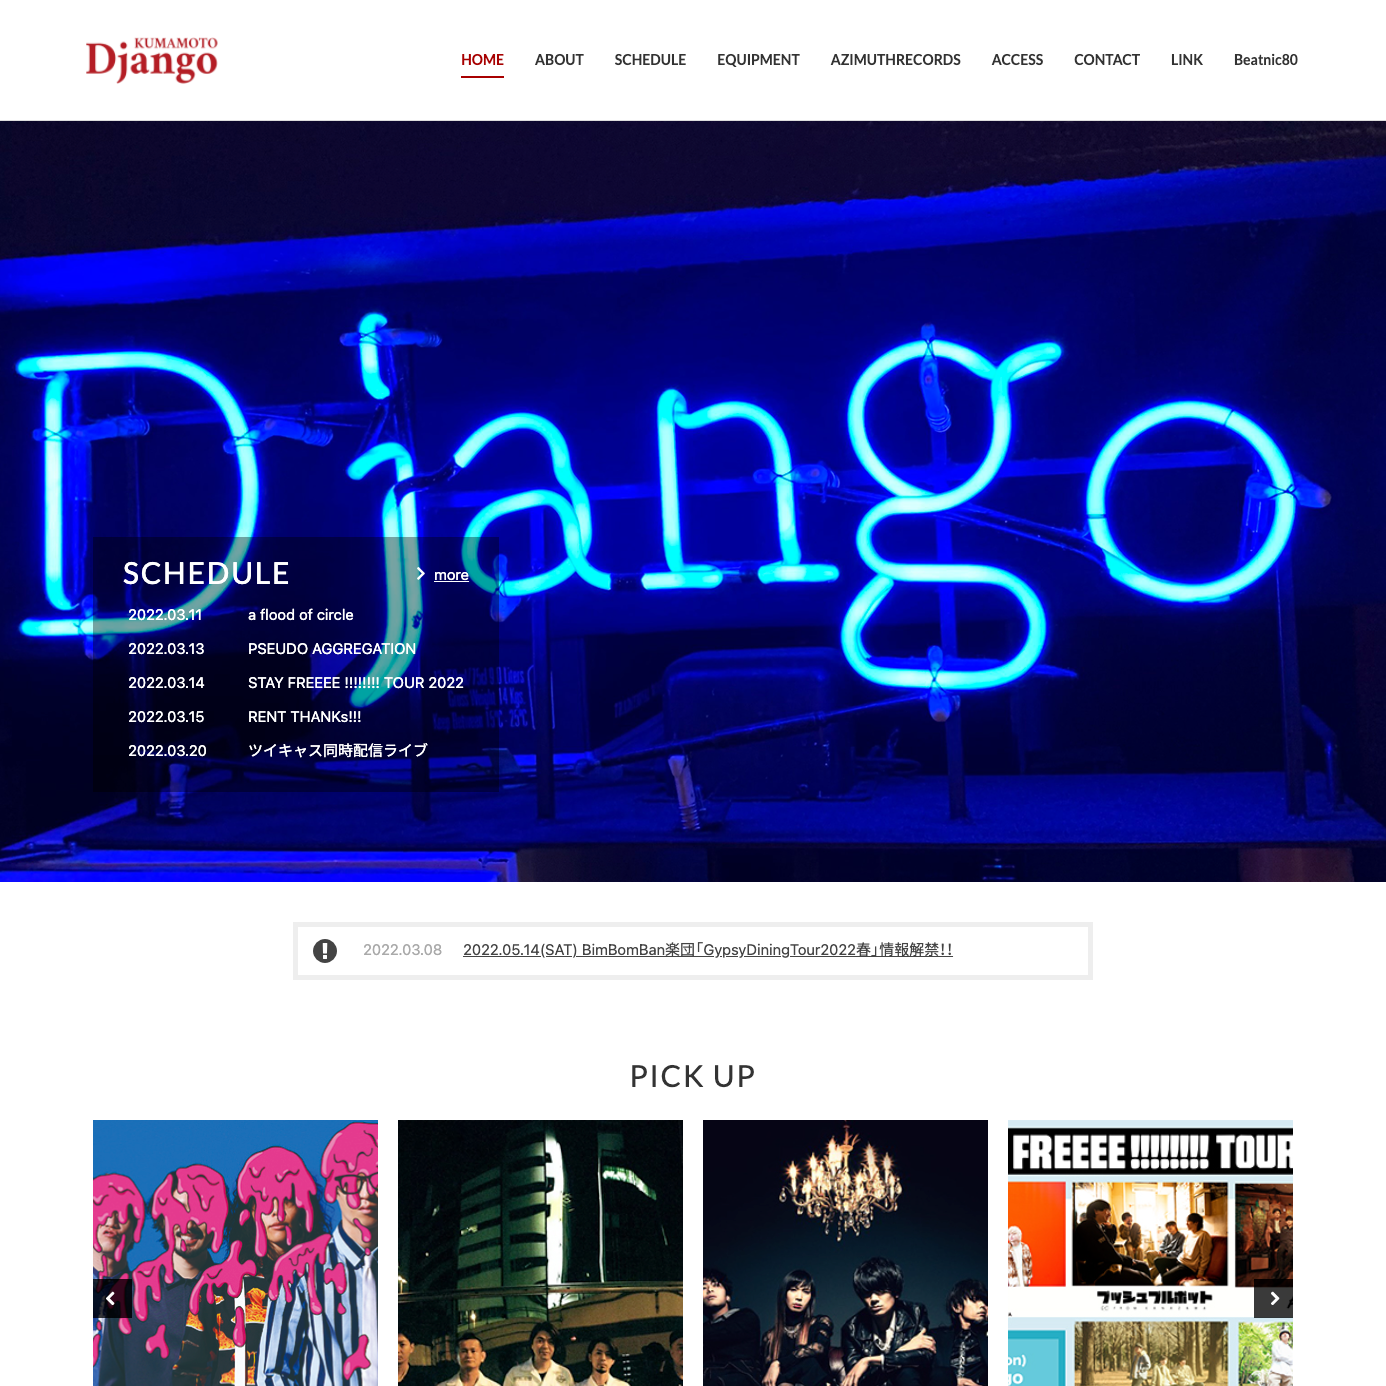 KUMAMOTO
Django
HOME ABOUT SCHEDULE EQUIPMENT AZIMUTHRECORDS ACCESS CONTACT LINK Beatnic80
Django
SCHEDULE more
2022.03.11 a flood of circle
2022.03.13 PSEUDO AGGREGATION
2022.03.14 STAY FREEEE !!!!!!!! TOUR 2022
2022.03.15 RENT THANKs!!!
2022.03.20 ツイキャス同時配信ライブ
2022.03.08 2022.05.14(SAT) BimBomBan楽団「GypsyDiningTour2022春」情報解禁！！
PICK UP
FREEEE !!!!!!!! TOUR
プッシュプルポット
on)
go